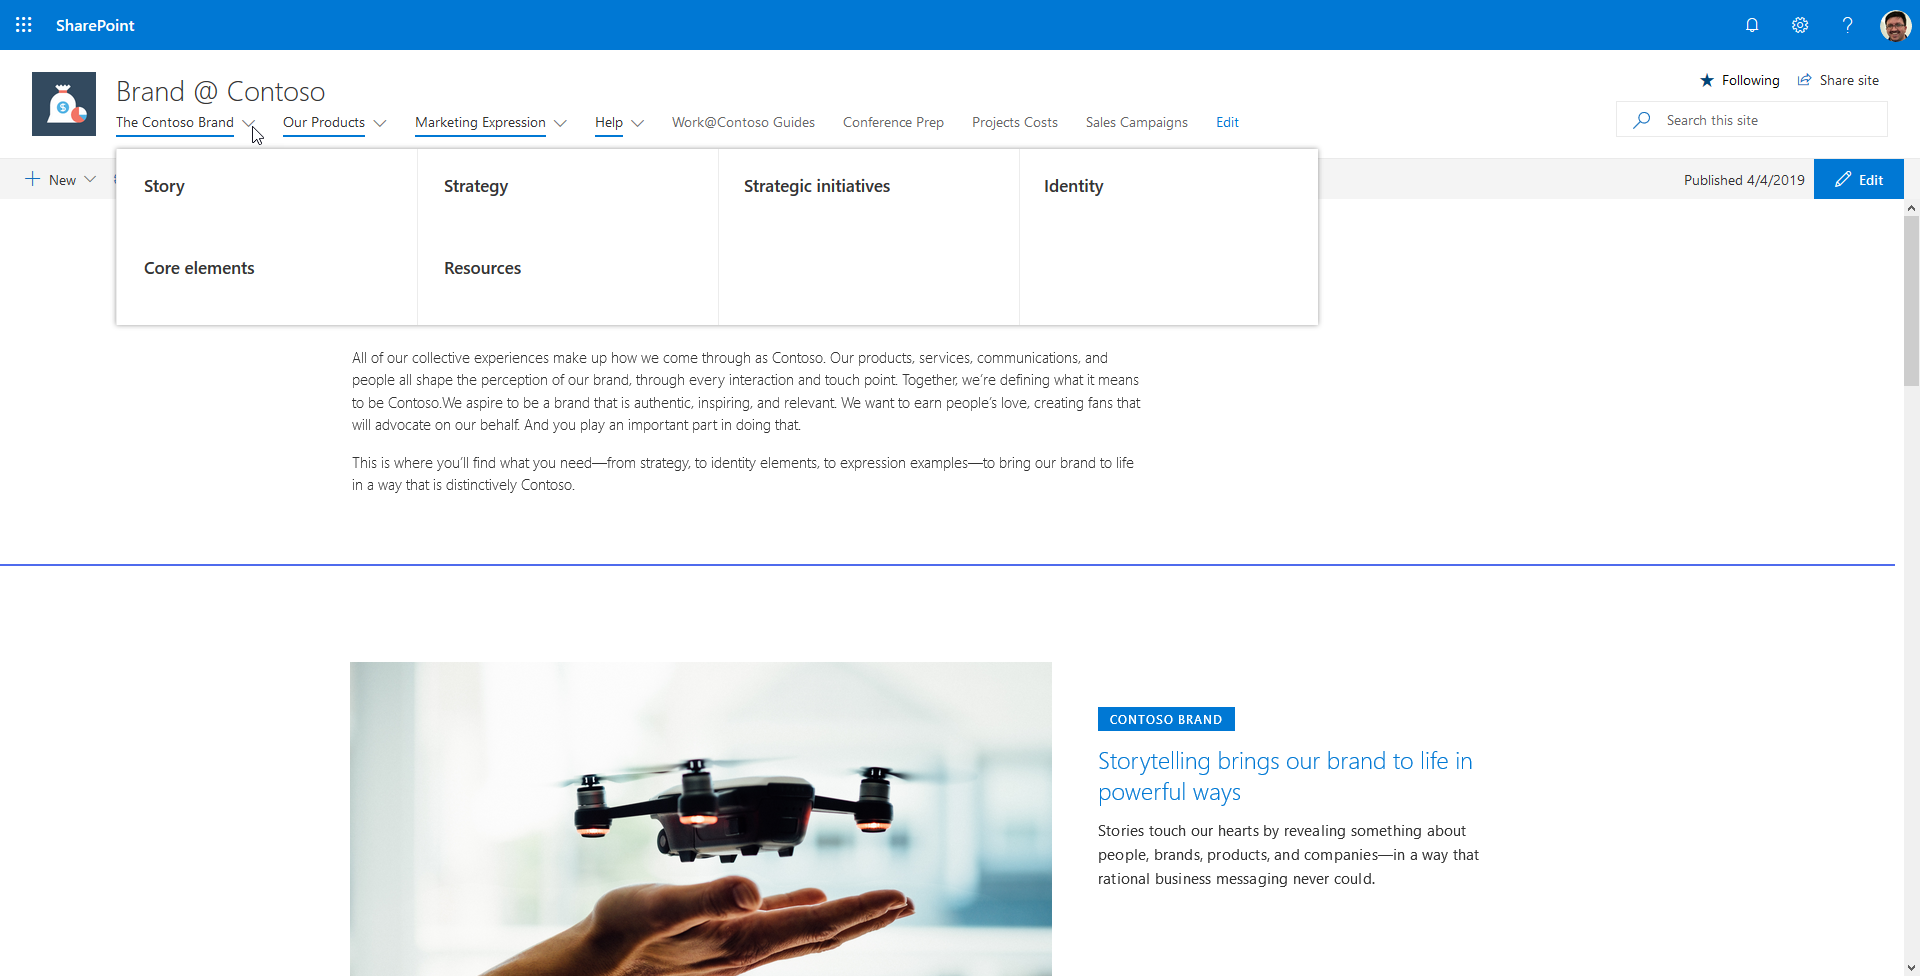 SharePoint
Brand @ Contoso
Following
Share site
The Contoso Brand
Our Products
Marketing Expression
Help
Work@Contoso Guides
Conference Prep
Projects Costs
Sales Campaigns
Edit
Search this site
New
Published 4/4/2019
Edit
Story
Strategy
Strategic initiatives
Identity
Core elements
Resources
All of our collective experiences make up how we come through as Contoso. Our products, services, communications, and
people all shape the perception of our brand, through every interaction and touch point. Together, we're defining what it means
to be Contoso.We aspire to be a brand that is authentic, inspiring, and relevant. We want to earn people's love, creating fans that
will advocate on our behalf. And you play an important part in doing that.
This is where you'll find what you need—from strategy, to identity elements, to expression examples—to bring our brand to life
in a way that is distinctively Contoso.
CONTOSO BRAND
Storytelling brings our brand to life in
powerful ways
Stories touch our hearts by revealing something about
people, brands, products, and companies—in a way that
rational business messaging never could.